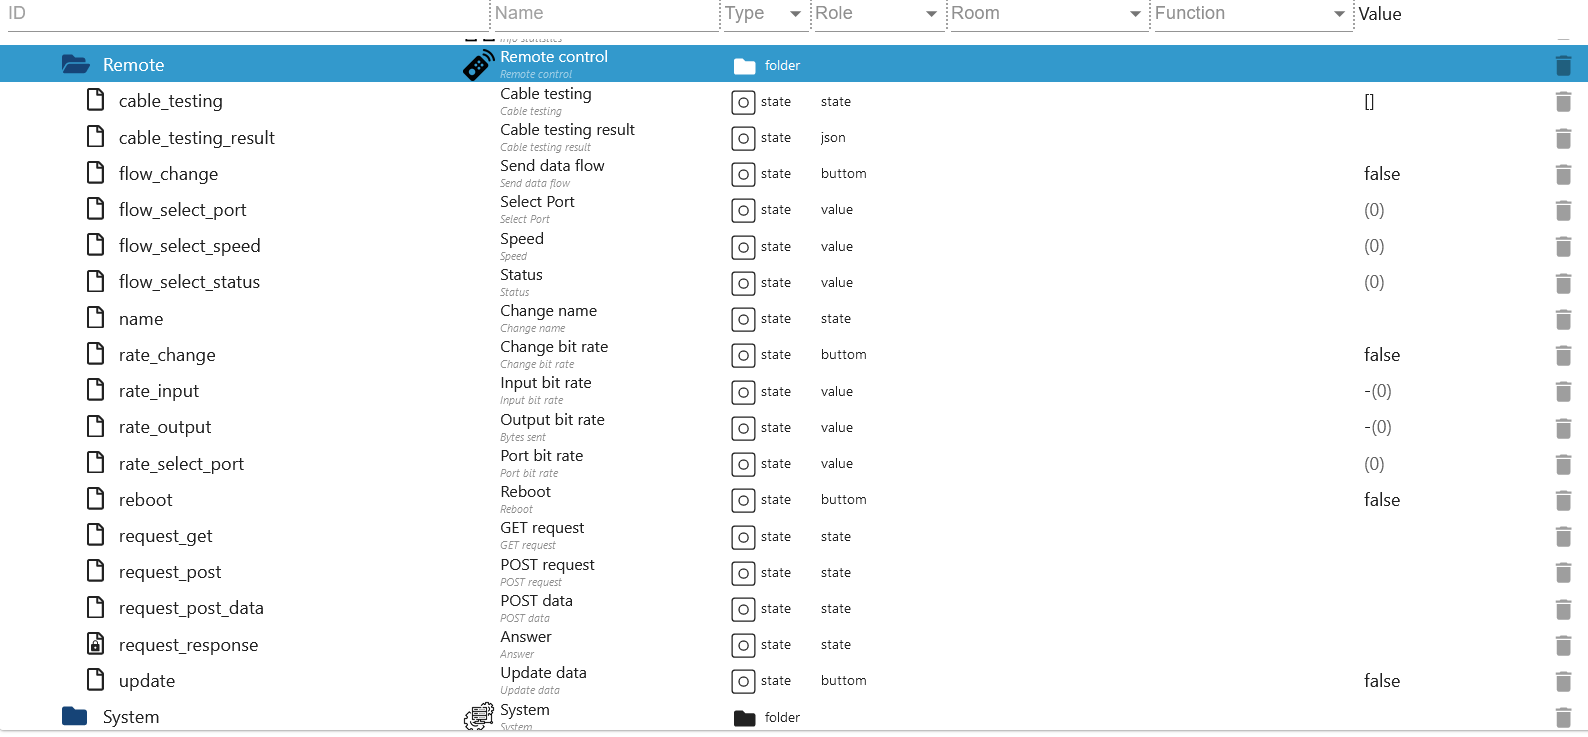 ID Name Type Role Room Function Value
Info statistics
Remote Remote control folder
Remote control
cable_testing Cable testing state state []
Cable testing
cable_testing_result Cable testing result state json
Cable testing result
flow_change Send data flow state buttom false
Send data flow
flow_select_port Select Port state value (0)
Select Port
flow_select_speed Speed state value (0)
Speed
flow_select_status Status state value (0)
Status
name Change name state state
Change name
rate_change Change bit rate state buttom false
Change bit rate
rate_input Input bit rate state value -(0)
Input bit rate
rate_output Output bit rate state value -(0)
Bytes sent
rate_select_port Port bit rate state value (0)
Port bit rate
reboot Reboot state buttom false
Reboot
request_get GET request state state
GET request
request_post POST request state state
POST request
request_post_data POST data state state
POST data
request_response Answer state state
Answer
update Update data state buttom false
Update data
System System folder
System